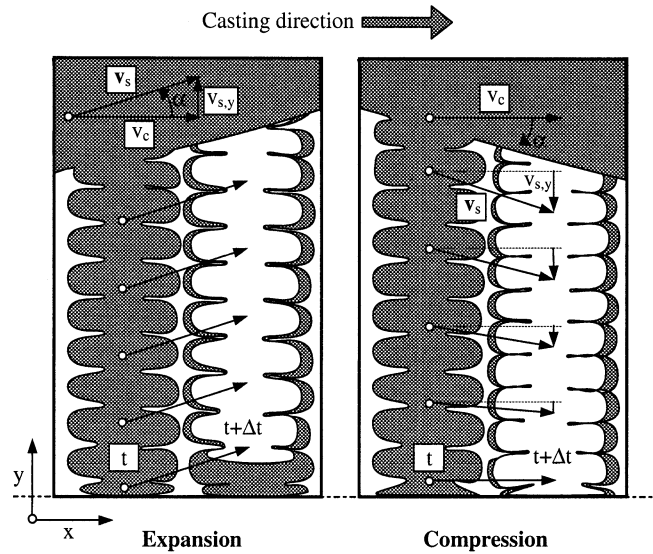 Casting direction
v_s
α
v_s,y
v_c
t+Δt
t
v_c
α
v_s,y
v_s
t+Δt
t
y
x
Expansion
Compression